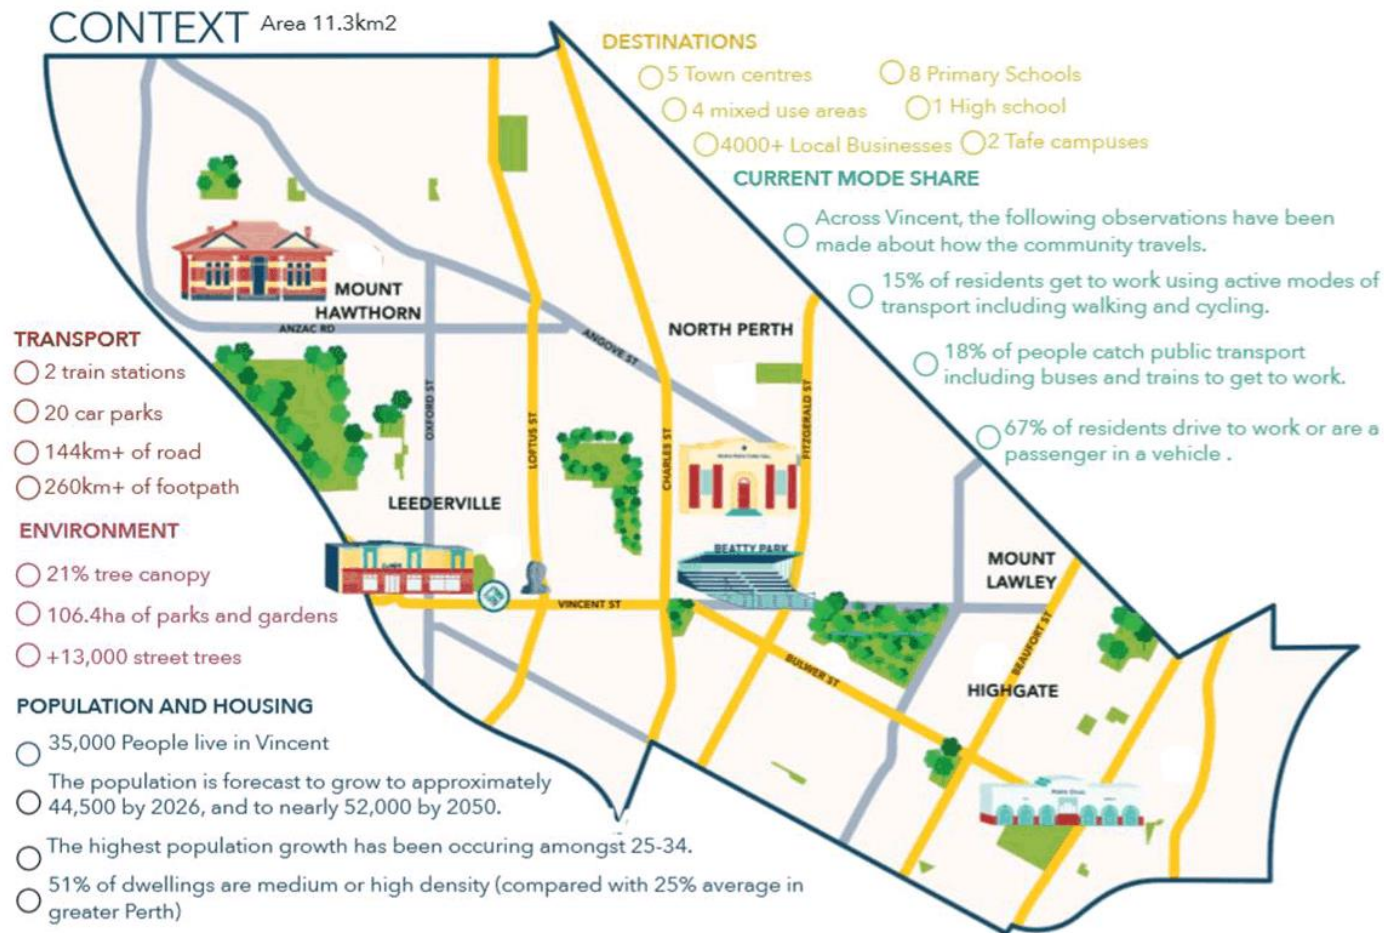 CONTEXT Area 11.3km2
DESTINATIONS
5 Town centres
8 Primary Schools
4 mixed use areas
1 High school
4000+ Local Businesses
2 Tafe campuses
CURRENT MODE SHARE
Across Vincent, the following observations have been
made about how the community travels.
15% of residents get to work using active modes of
transport including walking and cycling.
18% of people catch public transport
including buses and trains to get to work.
67% of residents drive to work or are a
passenger in a vehicle .
MOUNT
HAWTHORN
ANZAC RD
OXFORD ST
LOFTUS ST
ANGOVE ST
CHARLES ST
NORTH PERTH
FITZGERALD ST
LEEDERVILLE
BEATTY PARK
VINCENT ST
BULWER ST
MOUNT
LAWLEY
BEAUFORT ST
HIGHGATE
TRANSPORT
2 train stations
20 car parks
144km+ of road
260km+ of footpath
ENVIRONMENT
21% tree canopy
106.4ha of parks and gardens
+13,000 street trees
POPULATION AND HOUSING
35,000 People live in Vincent
The population is forecast to grow to approximately
44,500 by 2026, and to nearly 52,000 by 2050.
The highest population growth has been occuring amongst 25-34.
51% of dwellings are medium or high density (compared with 25% average in
greater Perth)